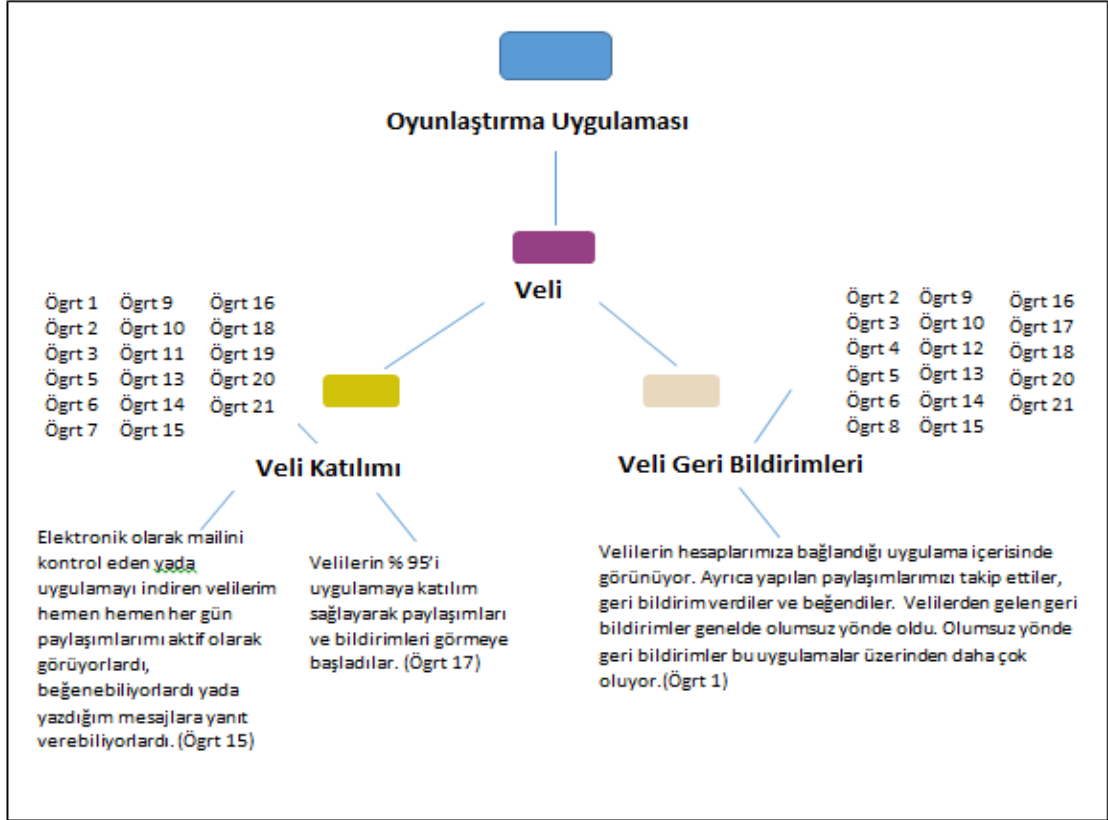 Oyunlaştırma Uygulaması
Veli
Ögrt 1 Ögrt 9 Ögrt 16
Ögrt 2 Ögrt 10 Ögrt 18
Ögrt 3 Ögrt 11 Ögrt 19
Ögrt 5 Ögrt 13 Ögrt 20
Ögrt 6 Ögrt 14 Ögrt 21
Ögrt 7 Ögrt 15
Ögrt 2 Ögrt 9 Ögrt 16
Ögrt 3 Ögrt 10 Ögrt 17
Ögrt 4 Ögrt 12 Ögrt 18
Ögrt 5 Ögrt 13 Ögrt 20
Ögrt 6 Ögrt 14 Ögrt 21
Ögrt 8 Ögrt 15
Veli Katılımı
Elektronik olarak mailini
kontrol eden yada
uygulamayı indiren velilerim
hemen hemen her gün
paylaşımlarımı aktif olarak
görüyorlardı,
beğenebiliyorlardı yada
yazdığım mesajlara yanıt
verebiliyorlardı. (Ögrt 15)
Velilerin % 95’i
uygulamaya katılım
sağlayarak paylaşımları
ve bildirimleri görmeye
başladılar. (Ögrt 17)
Veli Geri Bildirimleri
Velilerin hesaplarımıza bağlandığı uygulama içerisinde
görünüyor. Ayrıca yapılan paylaşımlarımızı takip ettiler,
geri bildirim verdiler ve beğendiler. Velilerden gelen geri
bildirimler genelde olumsuz yönde oldu. Olumsuz yönde
geri bildirimler bu uygulamalar üzerinden daha çok
oluyor.(Ögrt 1)